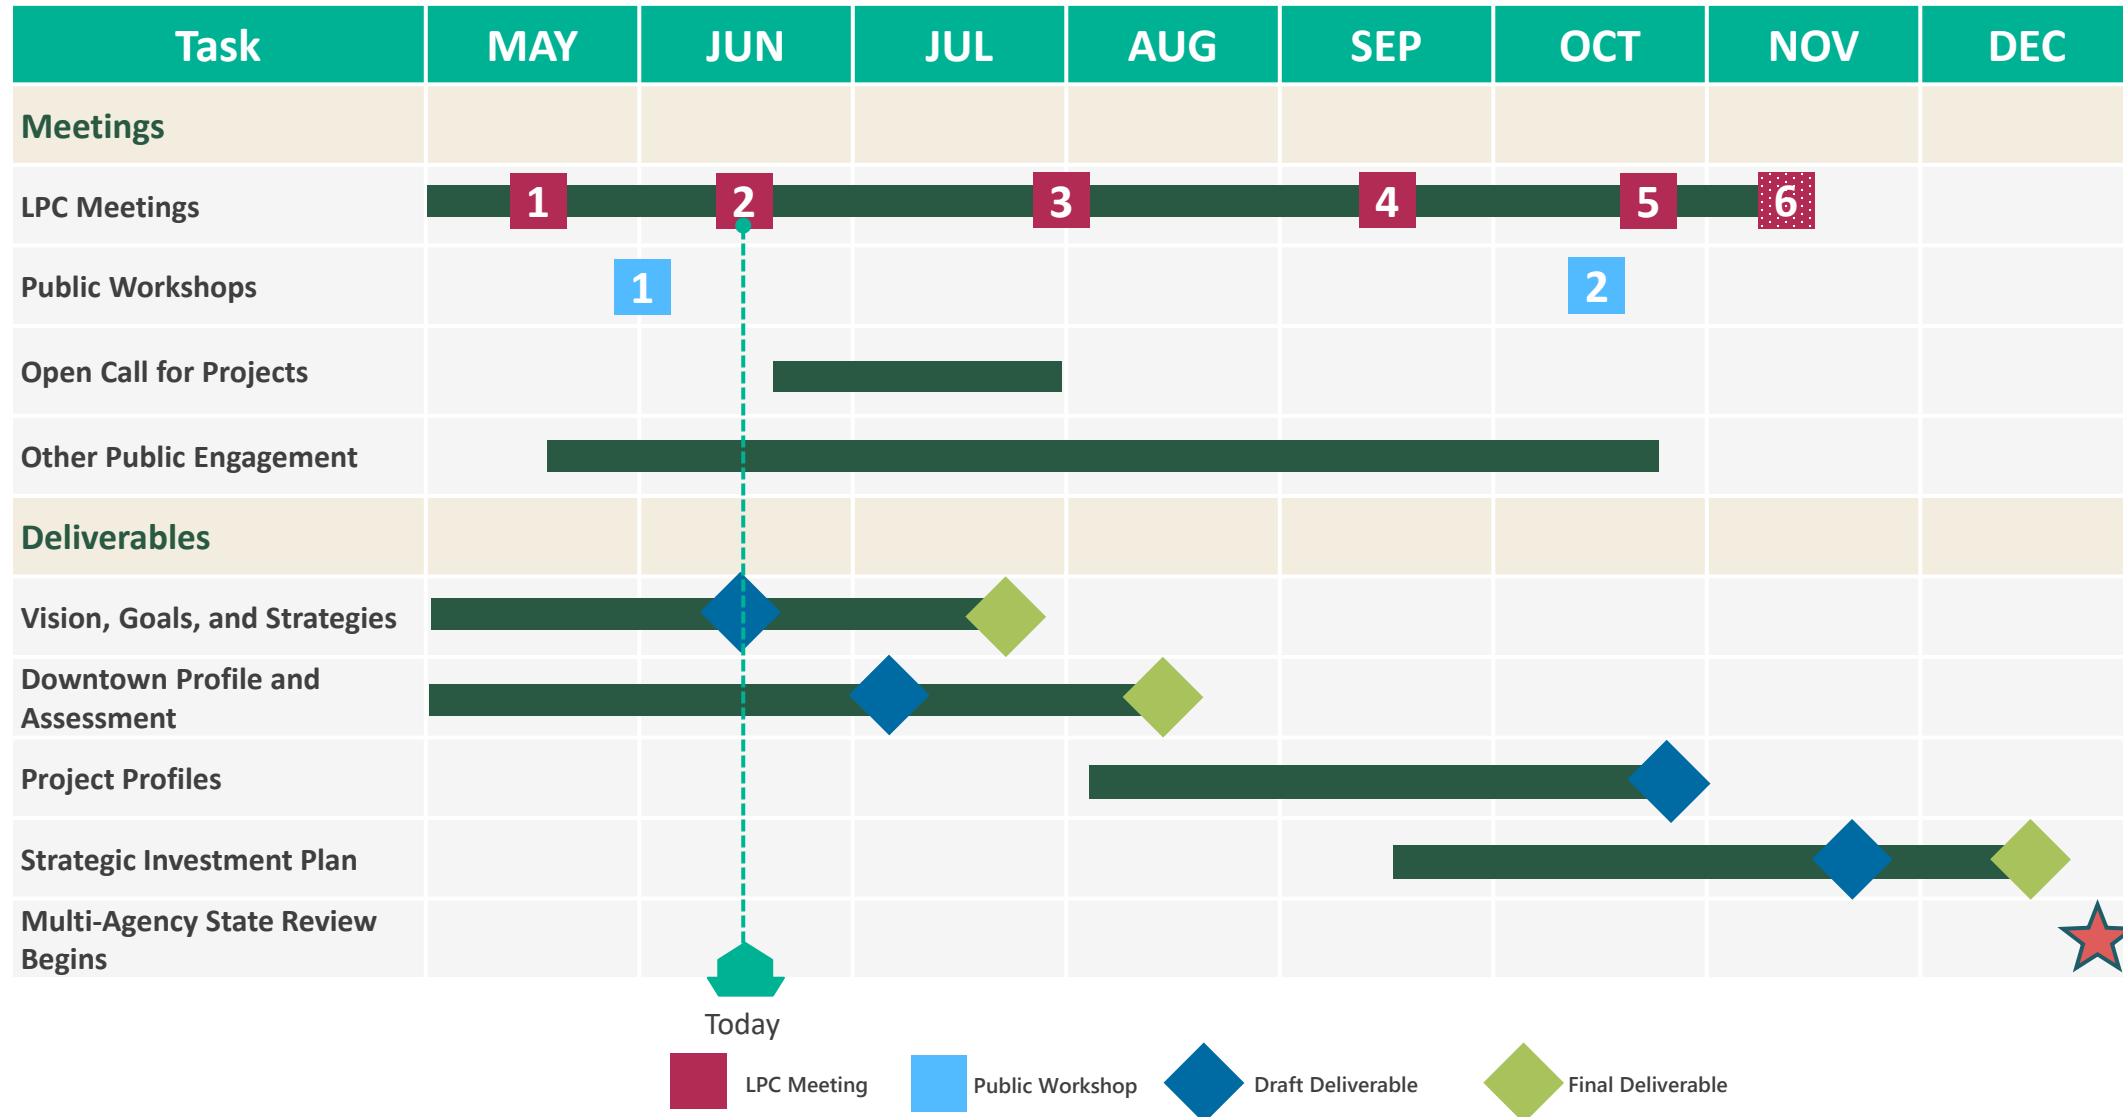 Task MAY JUN JUL AUG SEP OCT NOV DEC
Meetings
LPC Meetings 1 2 3 4 5 6
Public Workshops 1 2
Open Call for Projects
Other Public Engagement
Deliverables
Vision, Goals, and Strategies
Downtown Profile and
Assessment
Project Profiles
Strategic Investment Plan
Multi-Agency State Review
Begins
Today
LPC Meeting Public Workshop Draft Deliverable Final Deliverable